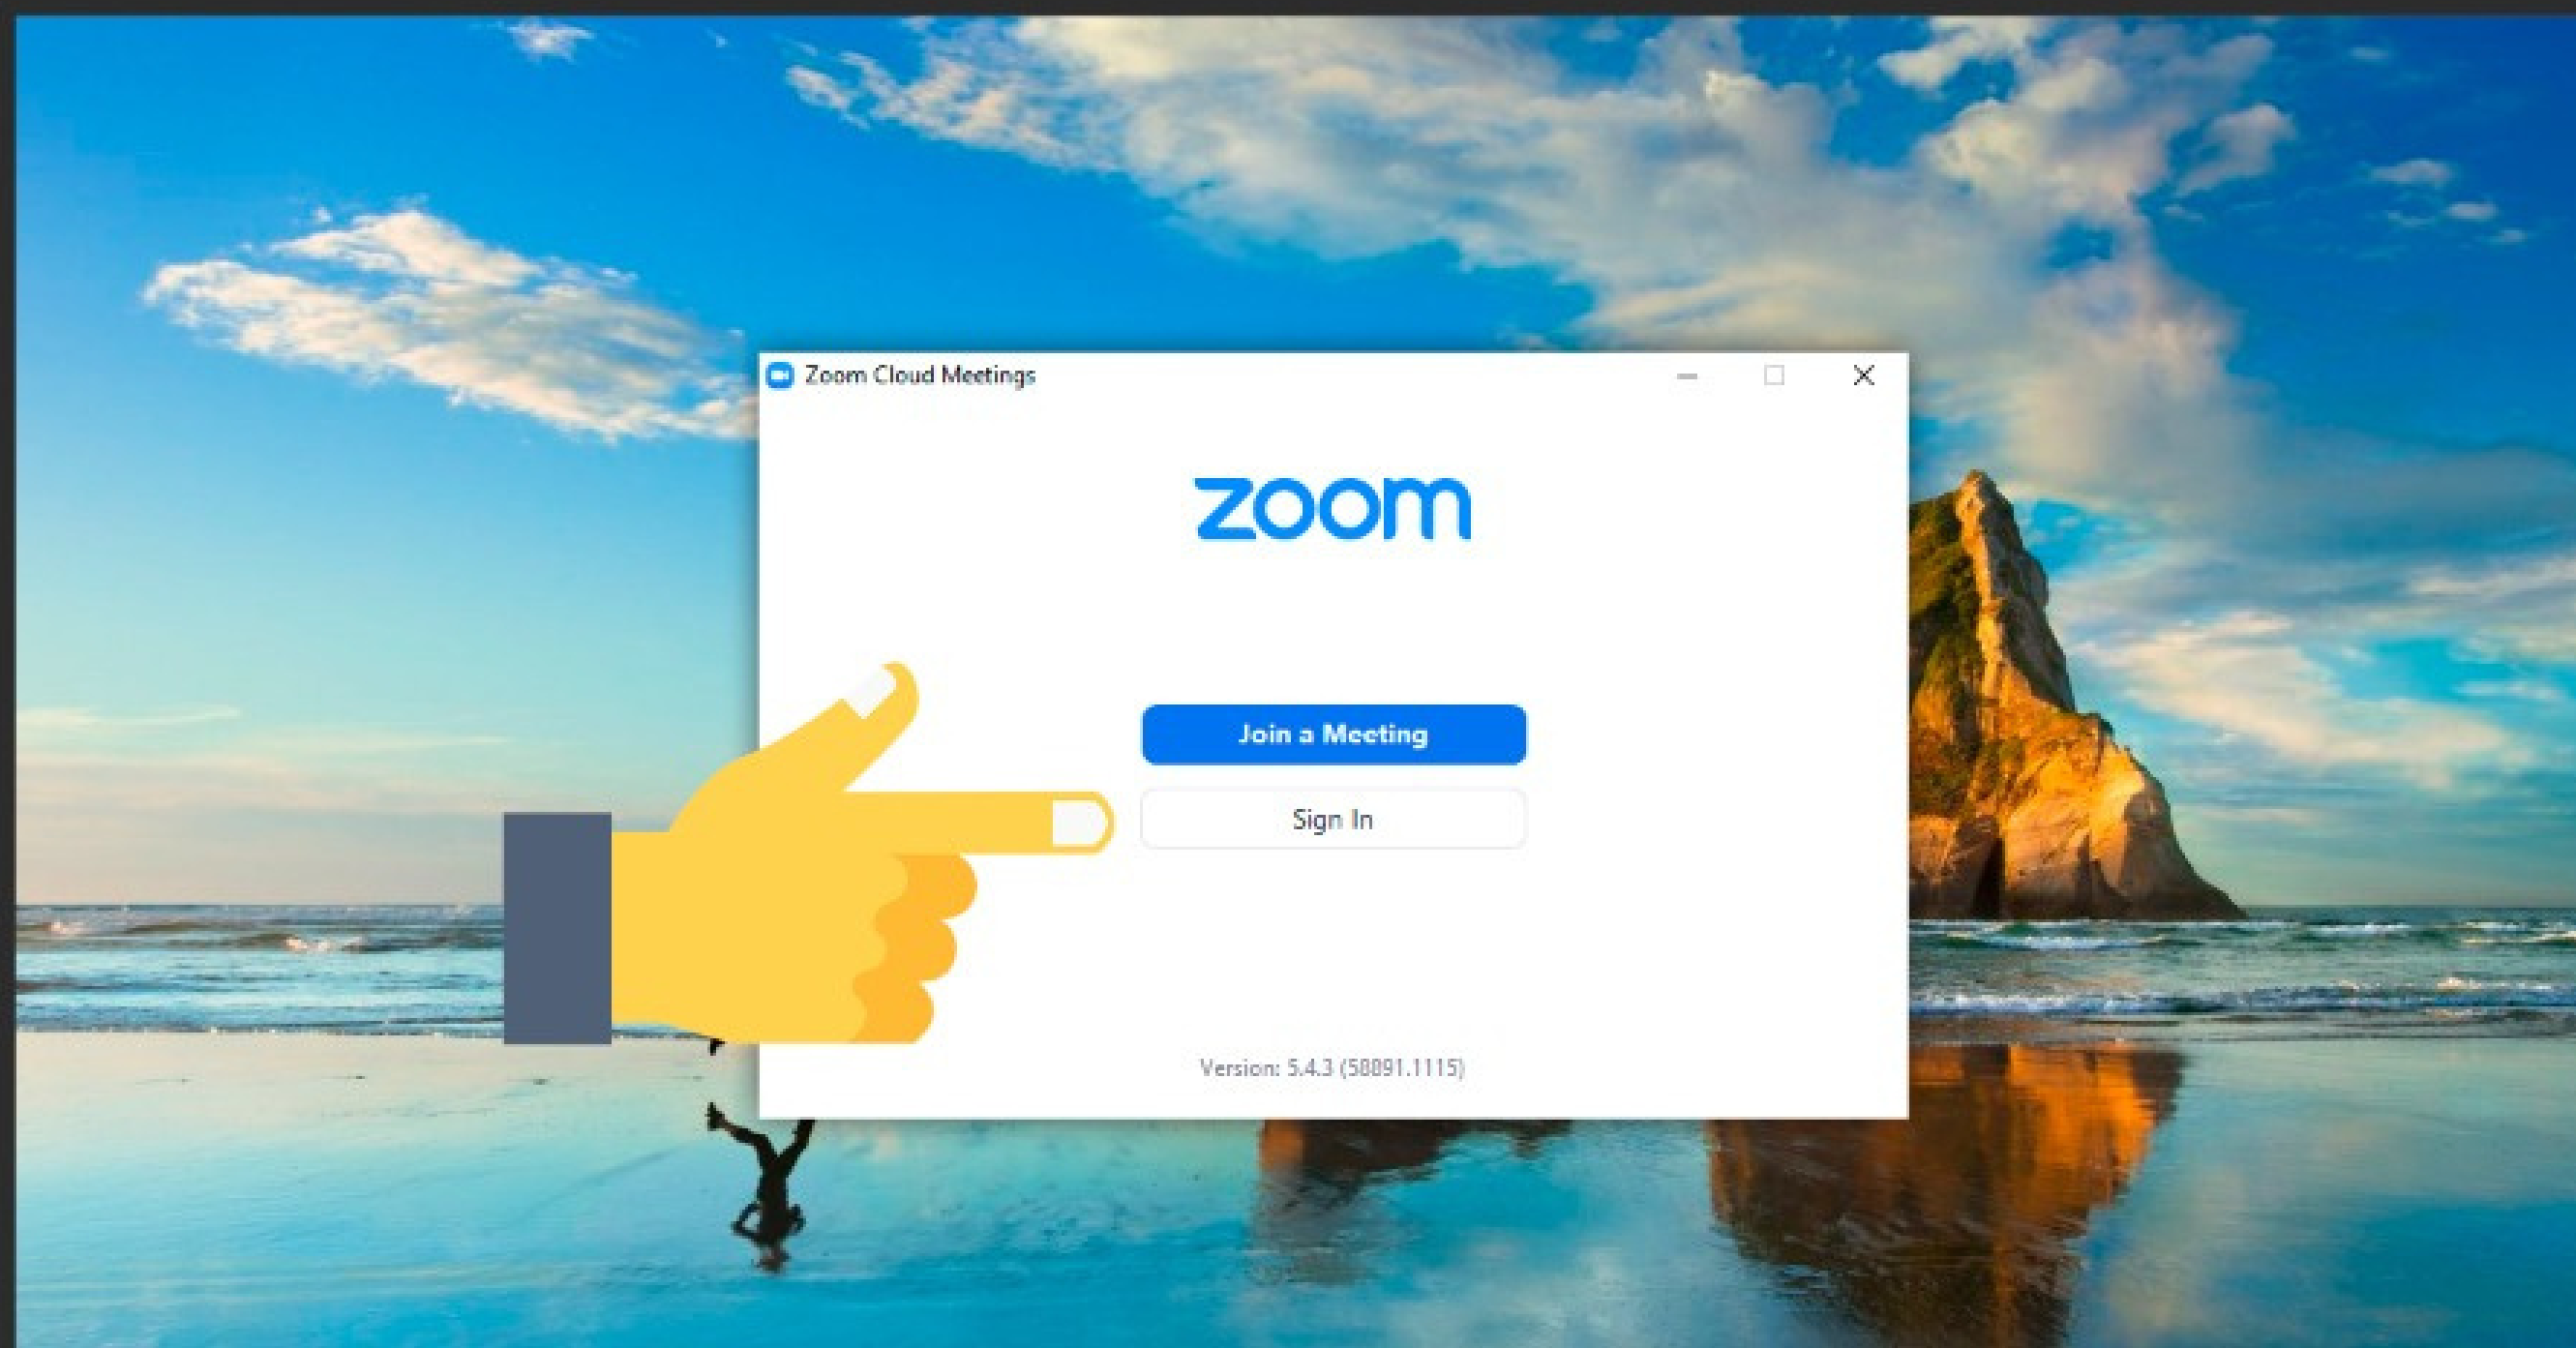 Zoom Cloud Meetings
zoom
Join a Meeting
Sign In
Version: 5.4.3 (58891.1115)